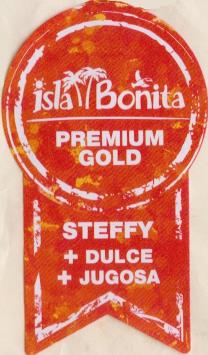 isla Bonita
PREMIUM
GOLD
STEFFY
+ DULCE
+ JUGOSA